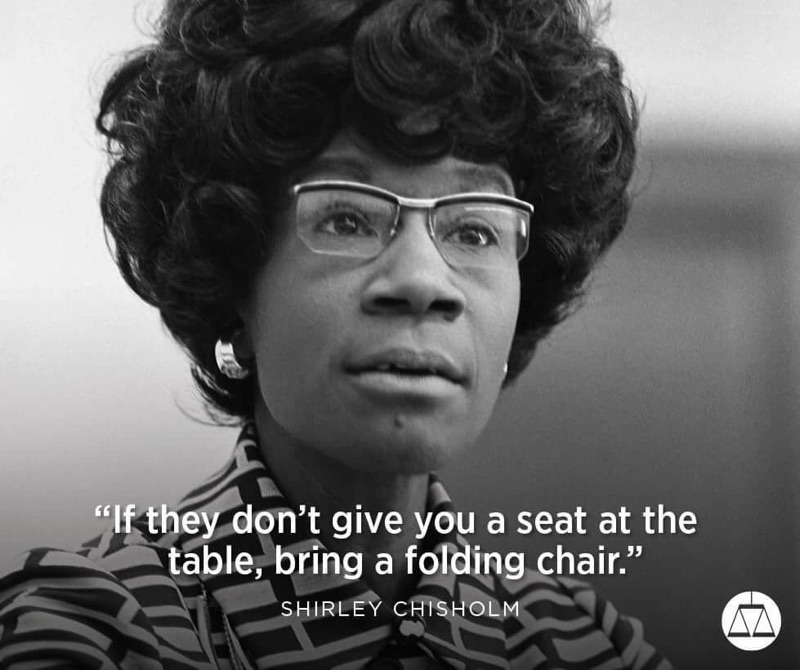 “If they don’t give you a seat at the
table, bring a folding chair.”
SHIRLEY CHISHOLM